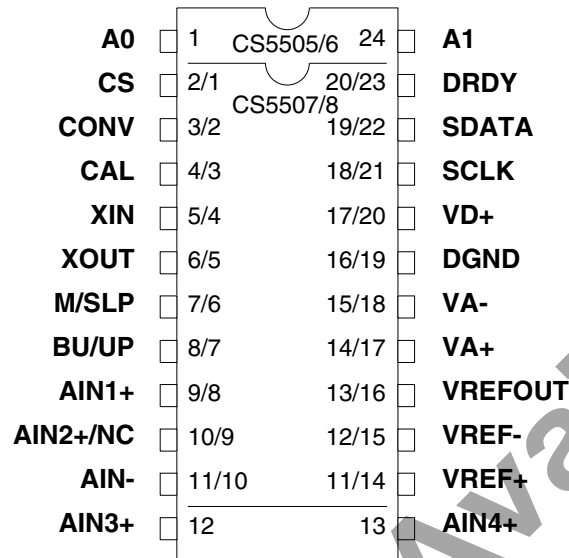 A0 1 CS5505/6 24 A1
CS 2/1 20/23 DRDY
CS5507/8
CONV 3/2 19/22 SDATA
CAL 4/3 18/21 SCLK
XIN 5/4 17/20 VD+
XOUT 6/5 16/19 DGND
M/SLP 7/6 15/18 VA-
BU/UP 8/7 14/17 VA+
AIN1+ 9/8 13/16 VREFOUT
AIN2+/NC 10/9 12/15 VREF-
AIN- 11/10 11/14 VREF+
AIN3+ 12 13 AIN4+